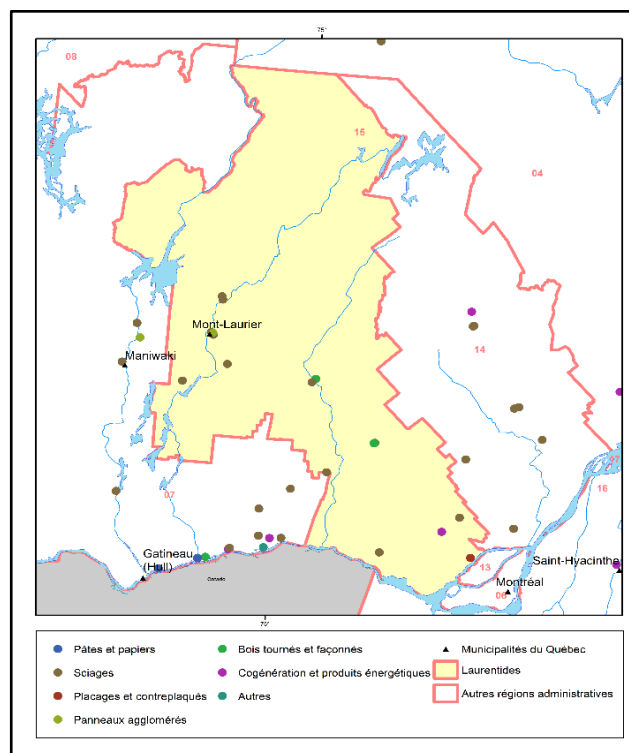 75°
08
15
04
Mont-Laurier
Maniwaki
14
07
17
16
Gatineau
(Hull)
Ontario
13
Saint-Hyacinthe
Montréal
06
75°
Pâtes et papiers
Bois tournés et façonnés
Municipalités du Québec
Sciages
Cogénération et produits énergétiques
Laurentides
Placages et contreplaqués
Autres
Autres régions administratives
Panneaux agglomérés